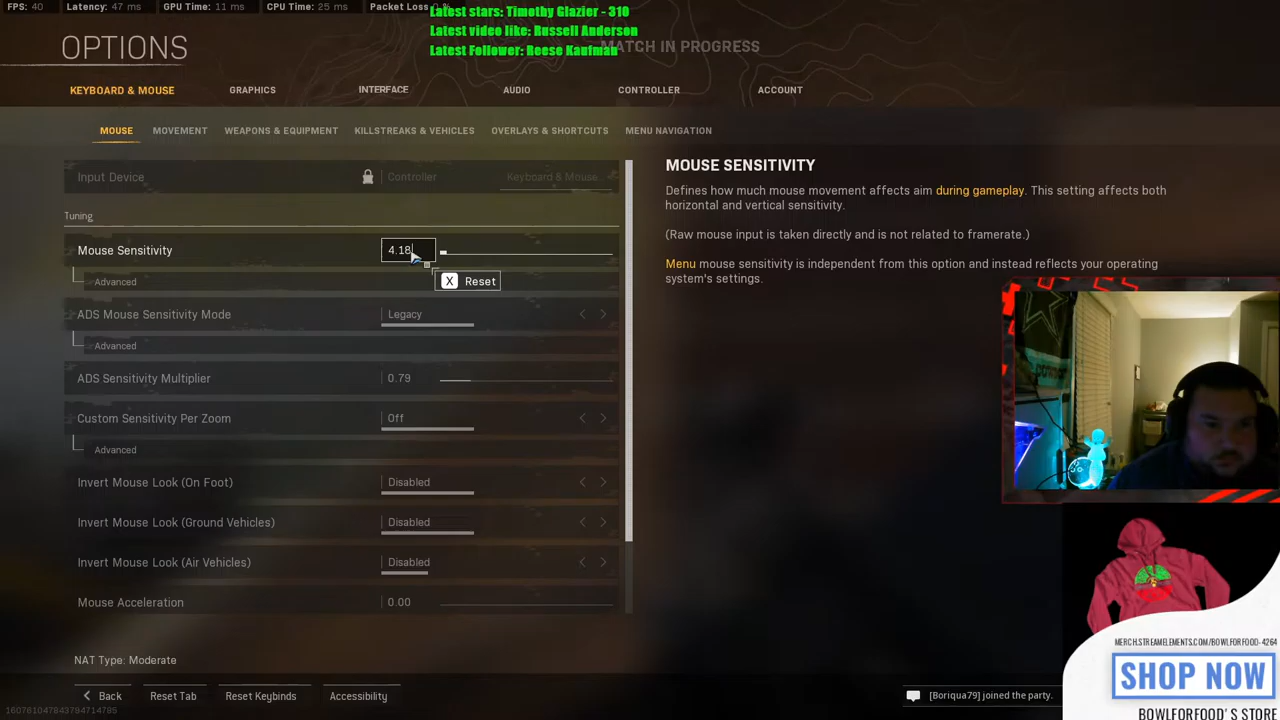 FPS: 40 Latency: 47 ms GPU Time: 11 ms CPU Time: 25 ms Packet Loss
Latest stars: Timothy Glazier - 310
Latest video like: Russell Anderson
Latest Follower: Reese Kaufman
OPTIONS
MATCH IN PROGRESS
KEYBOARD & MOUSE GRAPHICS INTERFACE AUDIO CONTROLLER ACCOUNT
MOUSE MOVEMENT WEAPONS & EQUIPMENT KILLSTREAKS & VEHICLES OVERLAYS & SHORTCUTS MENU NAVIGATION
Input Device Controller Keyboard & Mouse
Tuning
Mouse Sensitivity 4.18
Advanced
X Reset
ADS Mouse Sensitivity Mode Legacy
Advanced
ADS Sensitivity Multiplier 0.79
Custom Sensitivity Per Zoom Off
Advanced
Invert Mouse Look (On Foot) Disabled
Invert Mouse Look (Ground Vehicles) Disabled
Invert Mouse Look (Air Vehicles) Disabled
Mouse Acceleration 0.00
MOUSE SENSITIVITY
Defines how much mouse movement affects aim during gameplay. This setting affects both
horizontal and vertical sensitivity.
(Raw mouse input is taken directly and is not related to framerate.)
Menu mouse sensitivity is independent from this option and instead reflects your operating
system's settings.
NAT Type: Moderate
Back Reset Tab Reset Keybinds Accessibility
[Boriqua79] joined the party.
MERCH.STREAMELEMENTS.COM/BOWLFORFOOD-4264
SHOP NOW
BOWLFORFOOD'S STORE